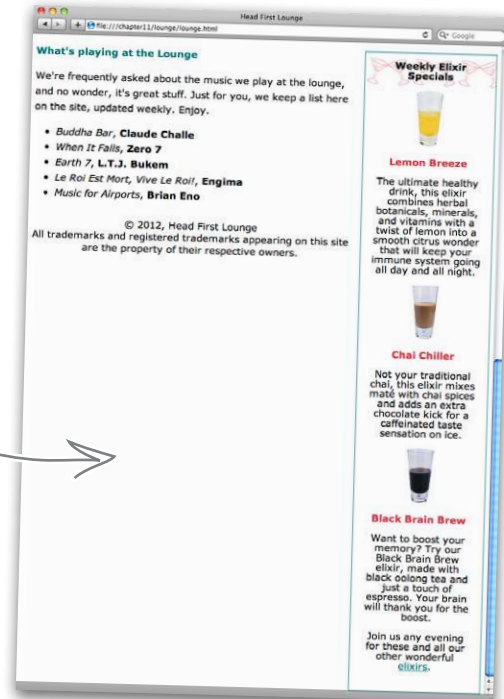 Head First Lounge
file:///chapter11/lounge/lounge.html
Google
What's playing at the Lounge
We're frequently asked about the music we play at the lounge,
and no wonder, it's great stuff. Just for you, we keep a list here
on the site, updated weekly. Enjoy.
• Buddha Bar, Claude Challe
• When It Falls, Zero 7
• Earth 7, L.T.J. Bukem
• Le Roi Est Mort, Vive Le Roi!, Engima
• Music for Airports, Brian Eno
© 2012, Head First Lounge
All trademarks and registered trademarks appearing on this site
are the property of their respective owners.
Weekly Elixir
Specials
Lemon Breeze
The ultimate healthy
drink, this elixir
combines herbal
botanicals, minerals,
and vitamins with a
twist of lemon into a
smooth citrus wonder
that will keep your
immune system going
all day and all night.
Chai Chiller
Not your traditional
chai, this elixir mixes
maté with chai spices
and adds an extra
chocolate kick for a
caffeinated taste
sensation on ice.
Black Brain Brew
Want to boost your
memory? Try our
Black Brain Brew
elixir, made with
black oolong tea and
just a touch of
espresso. Your brain
will thank you for the
boost.
Join us any evening
for these and all our
other wonderful
elixirs.